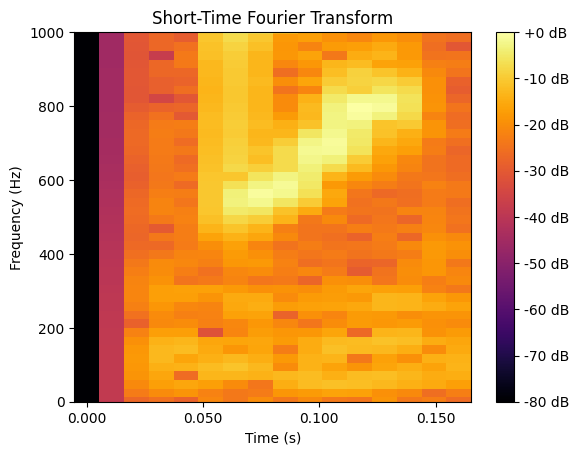 Short-Time Fourier Transform
1000
800
600
400
200
0
Frequency (Hz)
0.000
0.050
0.100
0.150
Time (s)
+0 dB
-10 dB
-20 dB
-30 dB
-40 dB
-50 dB
-60 dB
-70 dB
-80 dB